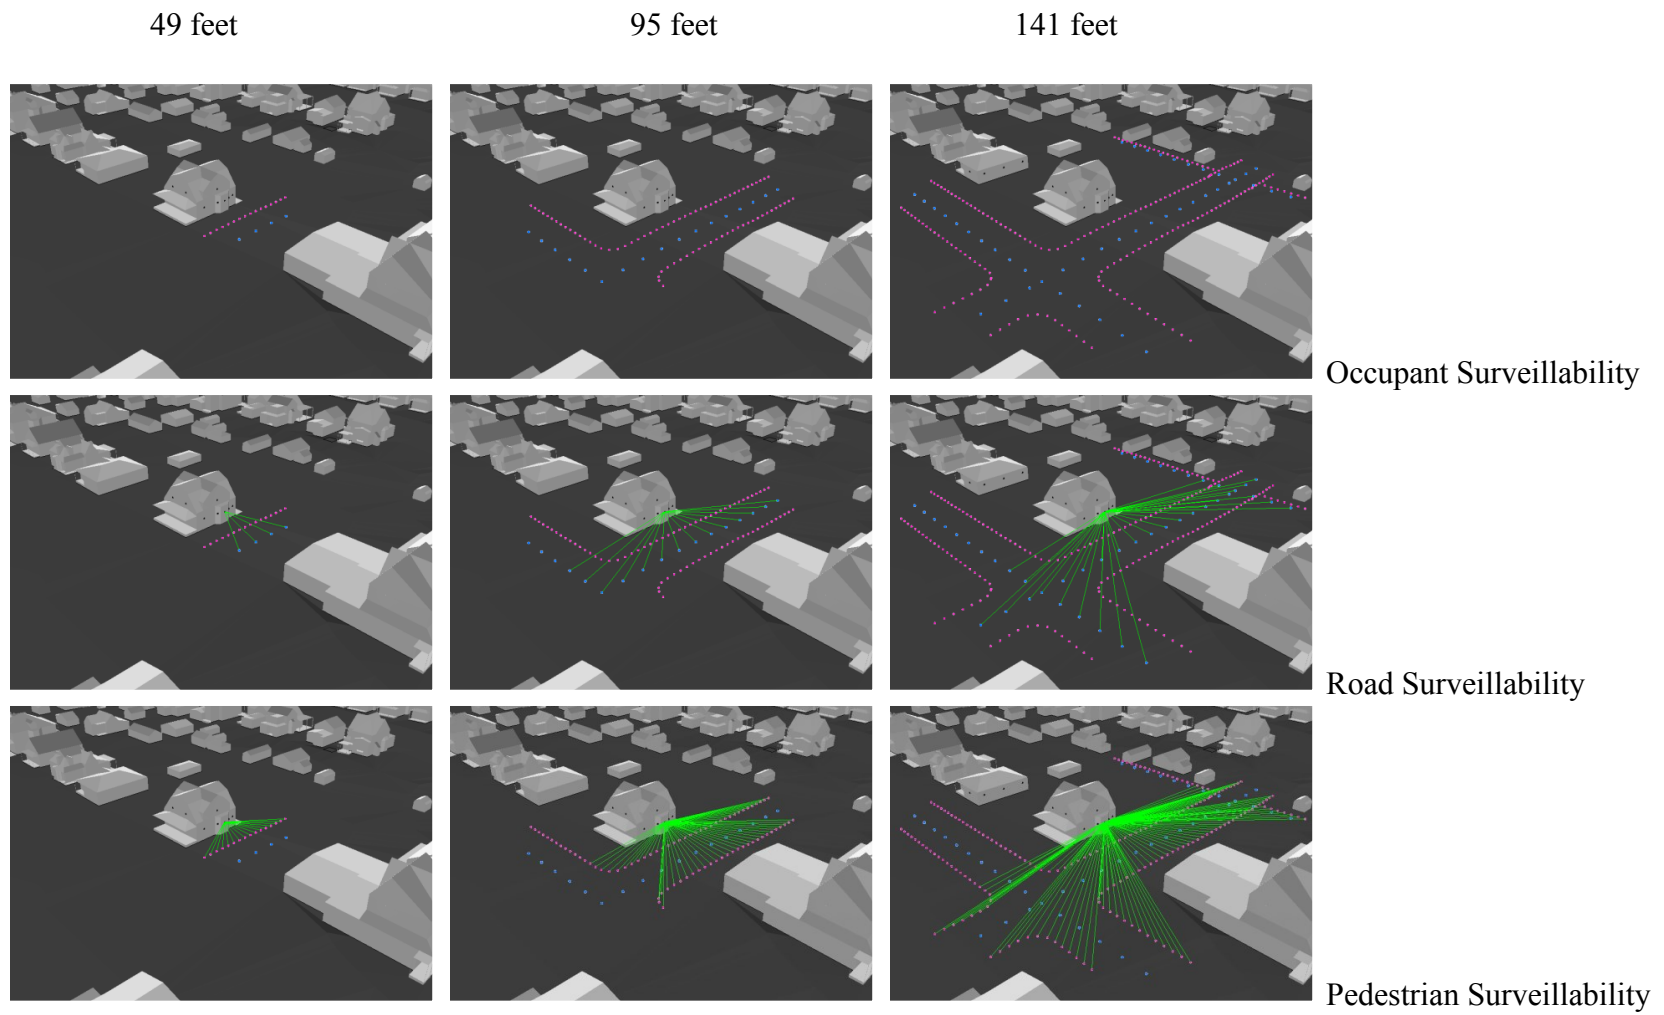 49 feet
95 feet
141 feet
Occupant Surveillability
Road Surveillability
Pedestrian Surveillability